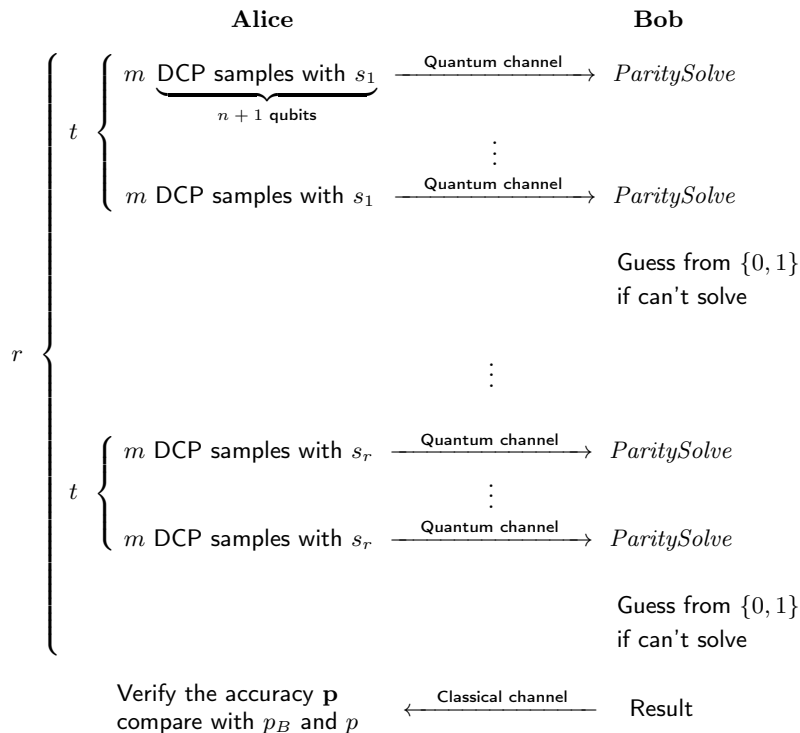 Alice Bob
m DCP samples with s_1 Quantum channel ParitySolve
n + 1 qubits
t
⋮
m DCP samples with s_1 Quantum channel ParitySolve
Guess from {0, 1}
if can't solve
r
⋮
m DCP samples with s_r Quantum channel ParitySolve
t
⋮
m DCP samples with s_r Quantum channel ParitySolve
Guess from {0, 1}
if can't solve
Verify the accuracy p
compare with p_B and p
Classical channel Result